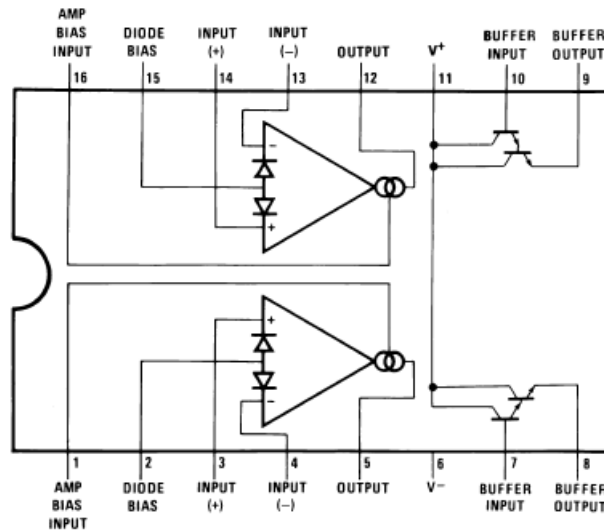 AMP
BIAS
INPUT
DIODE
BIAS
INPUT
(+)
INPUT
(−)
OUTPUT
V+
BUFFER
INPUT
BUFFER
OUTPUT
16 15 14 13 12 11 10 9
−
+
+
−
1 2 3 4 5 6 7 8
AMP
BIAS
INPUT
DIODE
BIAS
INPUT
(+)
INPUT
(−)
OUTPUT
V−
BUFFER
INPUT
BUFFER
OUTPUT